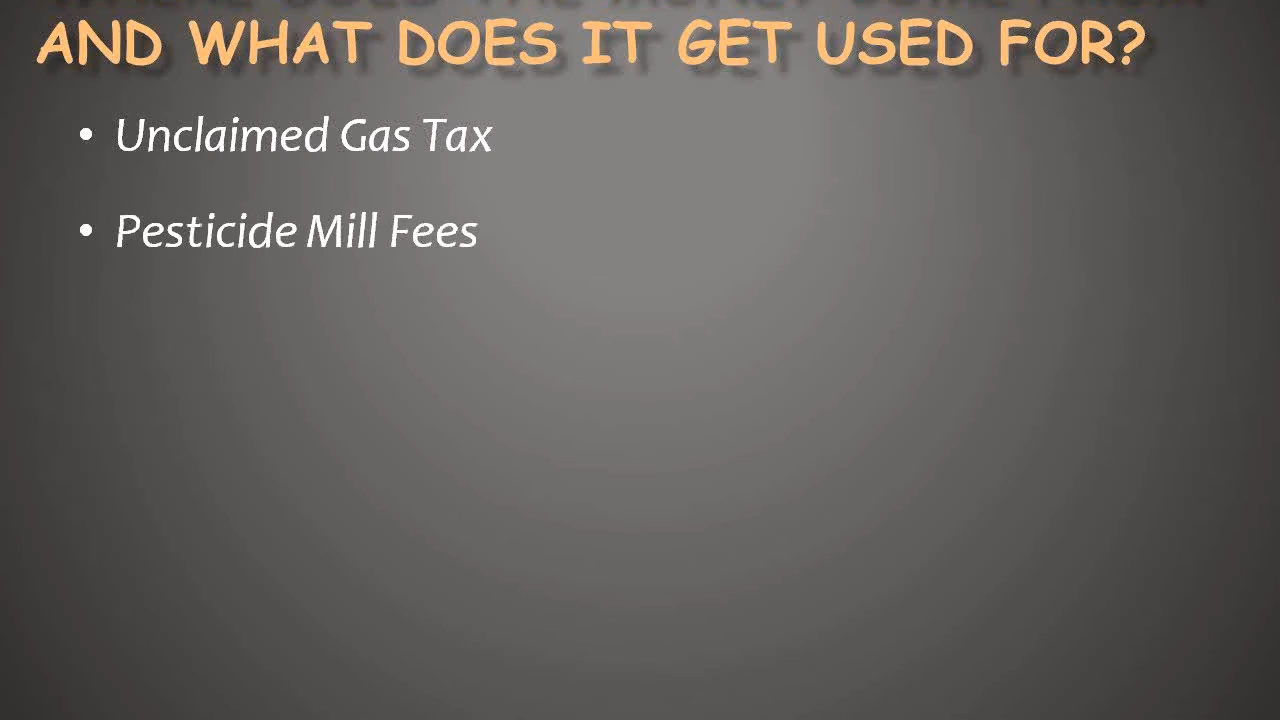 AND WHAT DOES IT GET USED FOR?
• Unclaimed Gas Tax
• Pesticide Mill Fees